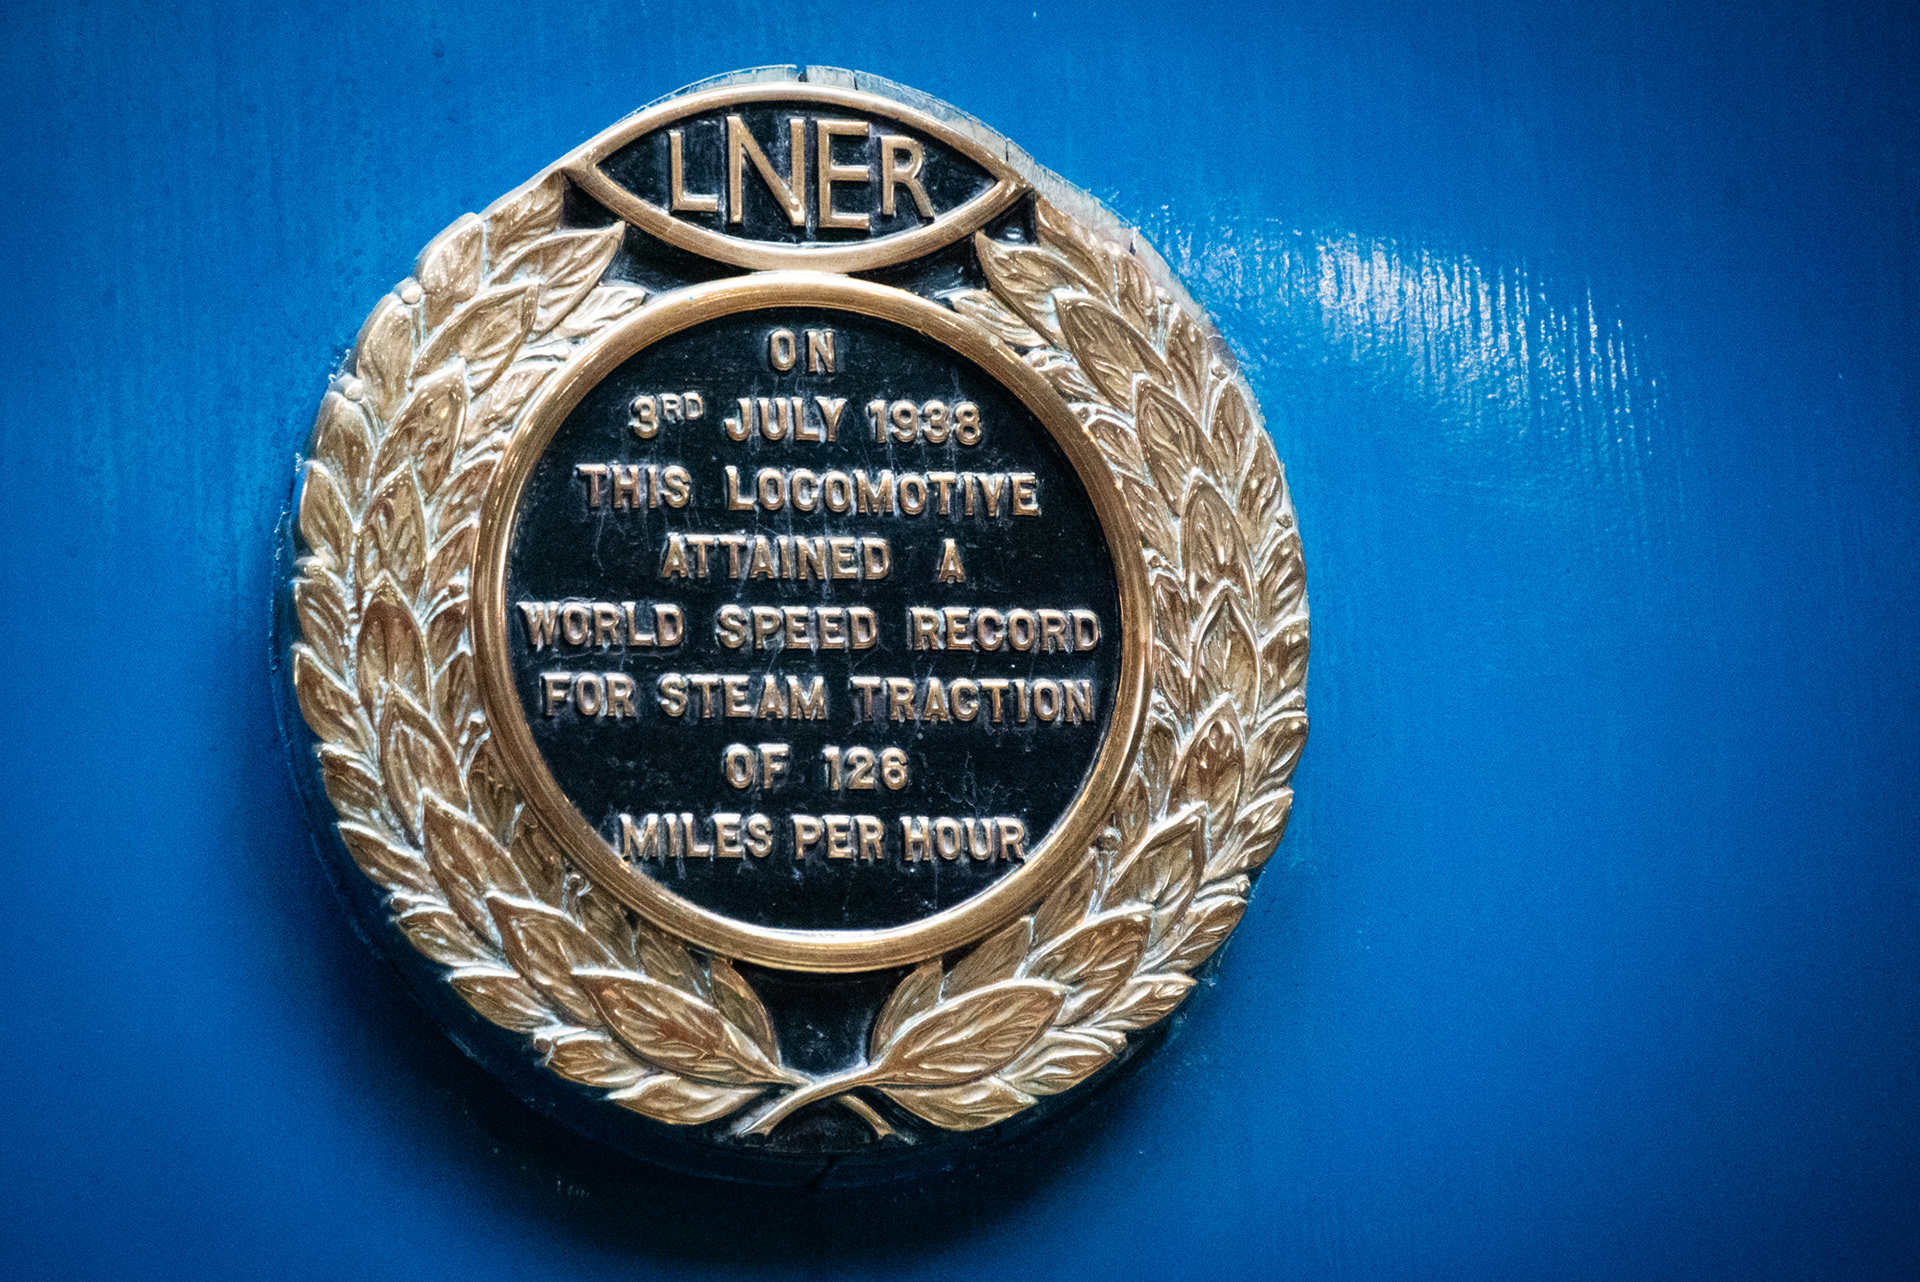 LNER
ON
3RD JULY 1938
THIS LOCOMOTIVE
ATTAINED A
WORLD SPEED RECORD
FOR STEAM TRACTION
OF 126
MILES PER HOUR